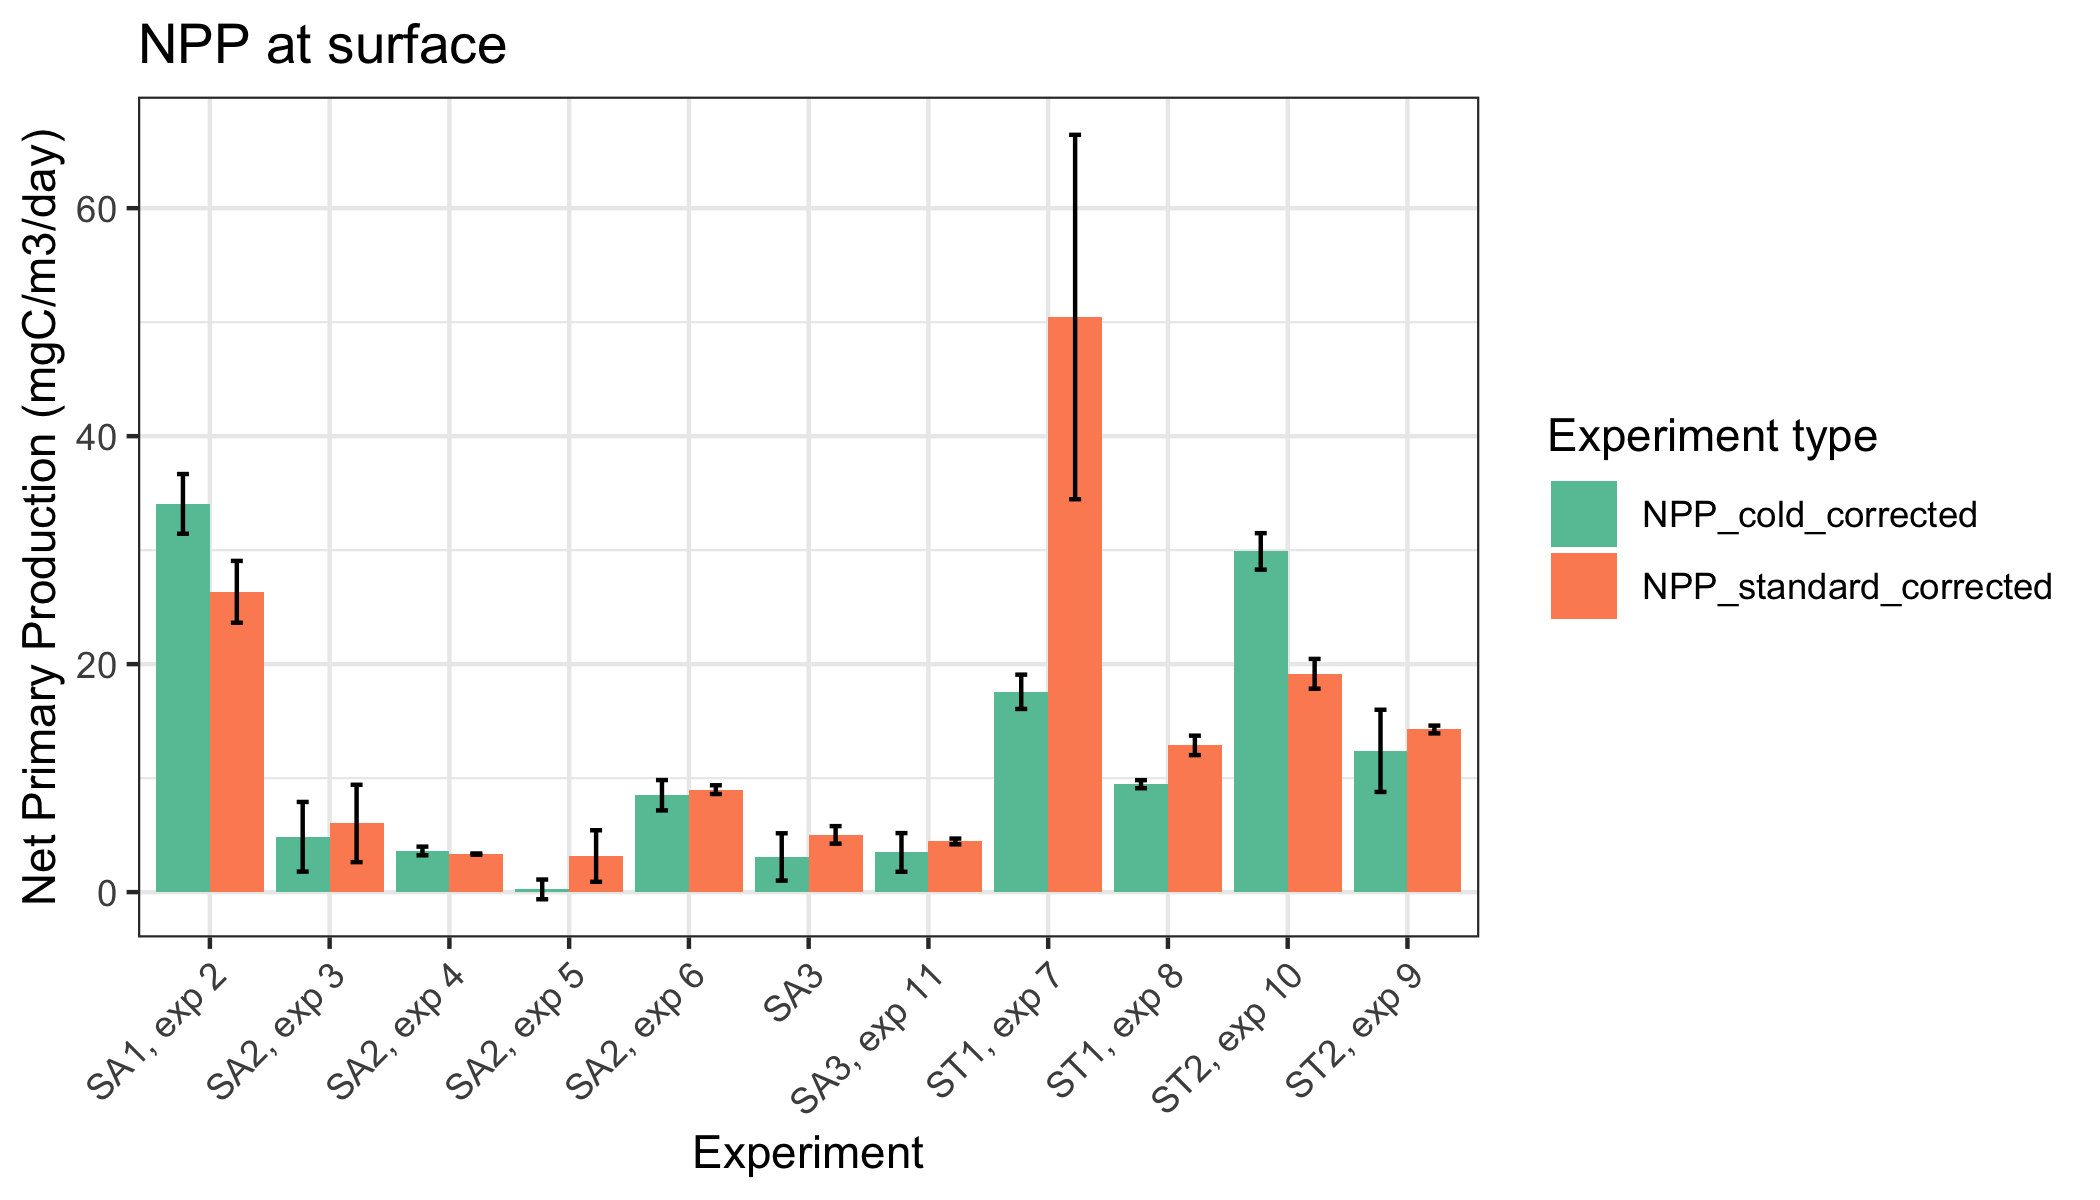 NPP at surface
Net Primary Production (mgC/m3/day)
60
40
20
0
SA1, exp 2
SA2, exp 3
SA2, exp 4
SA2, exp 5
SA2, exp 6
SA3
SA3, exp 11
ST1, exp 7
ST1, exp 8
ST2, exp 10
ST2, exp 9
Experiment
Experiment type
NPP_cold_corrected
NPP_standard_corrected